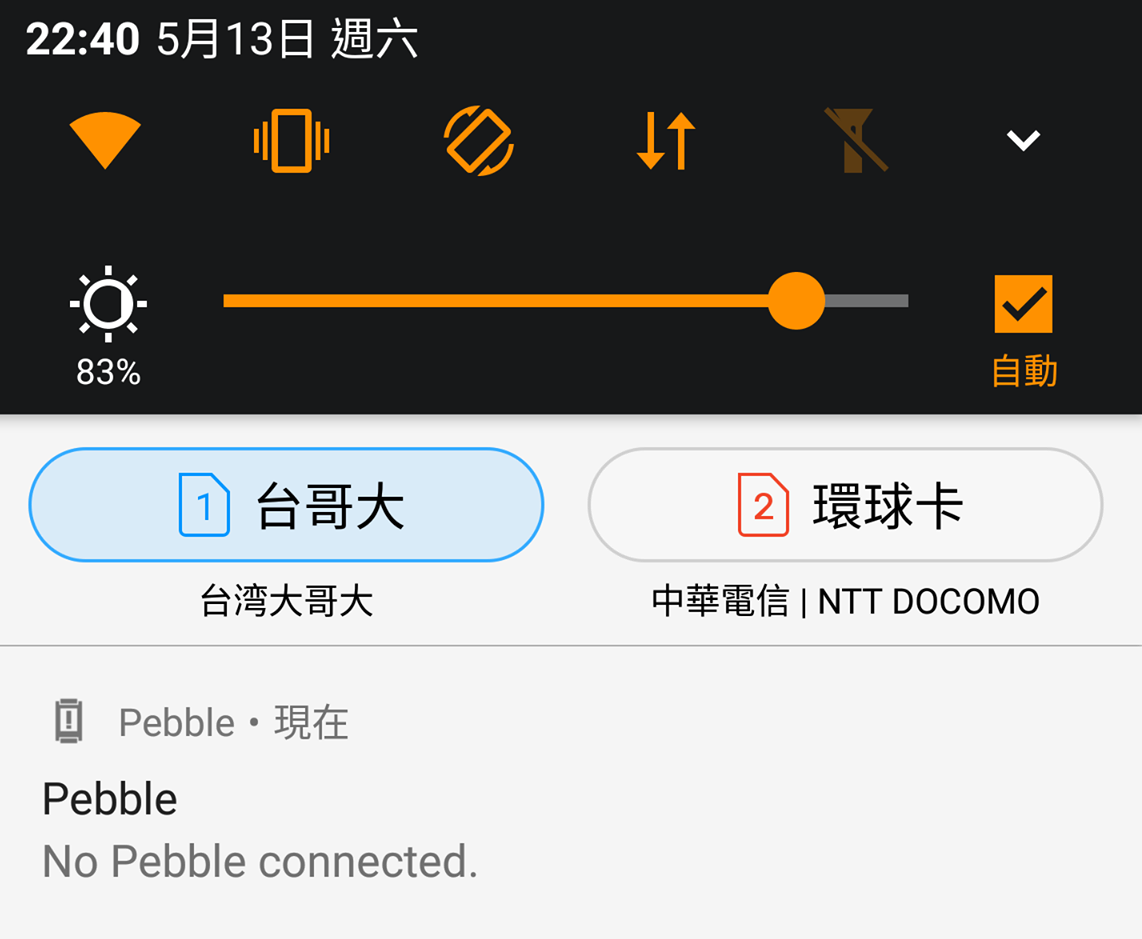 22:40 5月13日 週六
83%
自動
1 台哥大
2 環球卡
台湾大哥大
中華電信 | NTT DOCOMO
Pebble • 現在
Pebble
No Pebble connected.